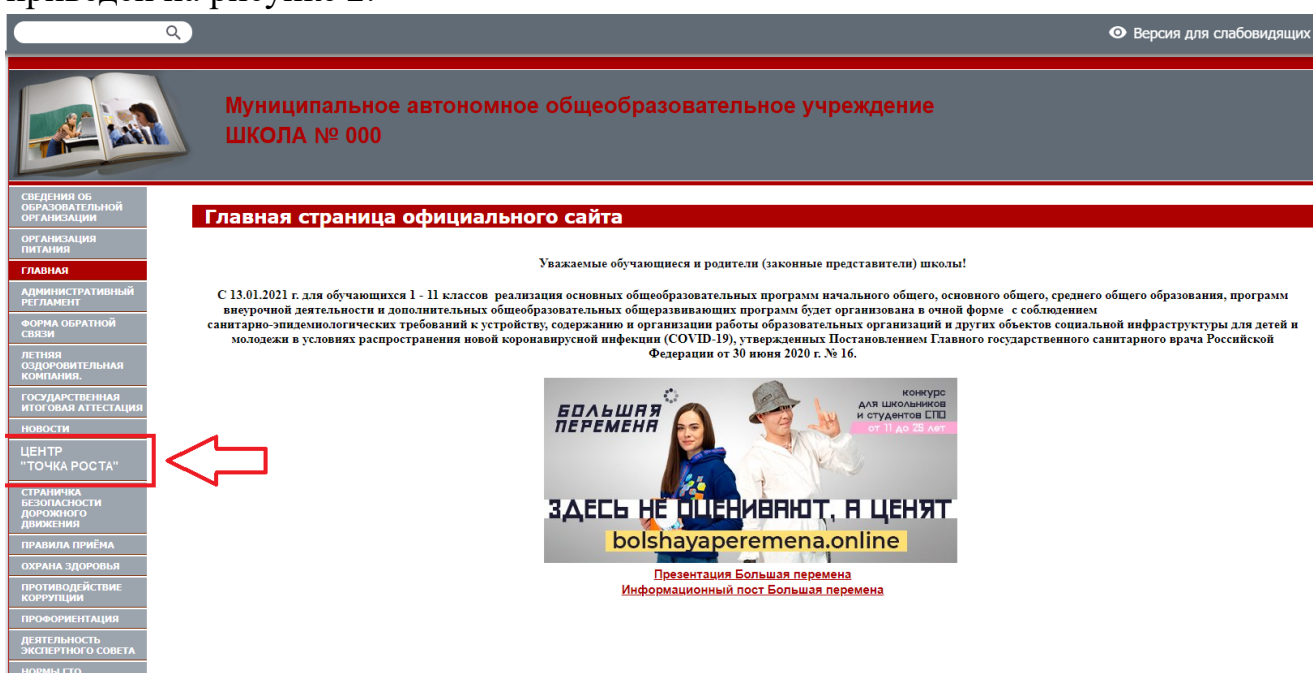 приведен на рисунке 2.
Версия для слабовидящих
Муниципальное автономное общеобразовательное учреждение
ШКОЛА № 000
СВЕДЕНИЯ ОБ
ОБРАЗОВАТЕЛЬНОЙ
ОРГАНИЗАЦИИ
ОРГАНИЗАЦИЯ
ПИТАНИЯ
ГЛАВНАЯ
АДМИНИСТРАТИВНЫЙ
РЕГЛАМЕНТ
ФОРМА ОБРАТНОЙ
СВЯЗИ
ЛЕТНЯЯ
ОЗДОРОВИТЕЛЬНАЯ
КОМПАНИЯ.
ГОСУДАРСТВЕННАЯ
ИТОГОВАЯ АТТЕСТАЦИЯ
НОВОСТИ
ЦЕНТР
"ТОЧКА РОСТА"
СТРАНИЧКА
БЕЗОПАСНОСТИ
ДОРОЖНОГО
ДВИЖЕНИЯ
ПРАВИЛА ПРИЁМА
ОХРАНА ЗДОРОВЬЯ
ПРОТИВОДЕЙСТВИЕ
КОРРУПЦИИ
ПРОФОРИЕНТАЦИЯ
ДЕЯТЕЛЬНОСТЬ
ЭКСПЕРТНОГО СОВЕТА
НОРМЫ ГТО
Главная страница официального сайта
Уважаемые обучающиеся и родители (законные представители) школы!
С 13.01.2021 г. для обучающихся 1 - 11 классов реализация основных общеобразовательных программ начального общего, основного общего, среднего общего образования, программ
внеурочной деятельности и дополнительных общеобразовательных общеразвивающих программ будет организована в очной форме с соблюдением
санитарно-эпидемиологических требований к устройству, содержанию и организации работы образовательных организаций и других объектов социальной инфраструктуры для детей и
молодежи в условиях распространения новой коронавирусной инфекции (COVID-19), утвержденных Постановлением Главного государственного санитарного врача Российской
Федерации от 30 июня 2020 г. № 16.
БОЛЬШАЯ
ПЕРЕМЕНА
конкурс
для школьников
и студентов СПО
от 11 до 25 лет
ЗДЕСЬ НЕ ОЦЕНИВАЮТ, А ЦЕНЯТ
bolshayaperemena.online
Презентация Большая перемена
Информационный пост Большая перемена